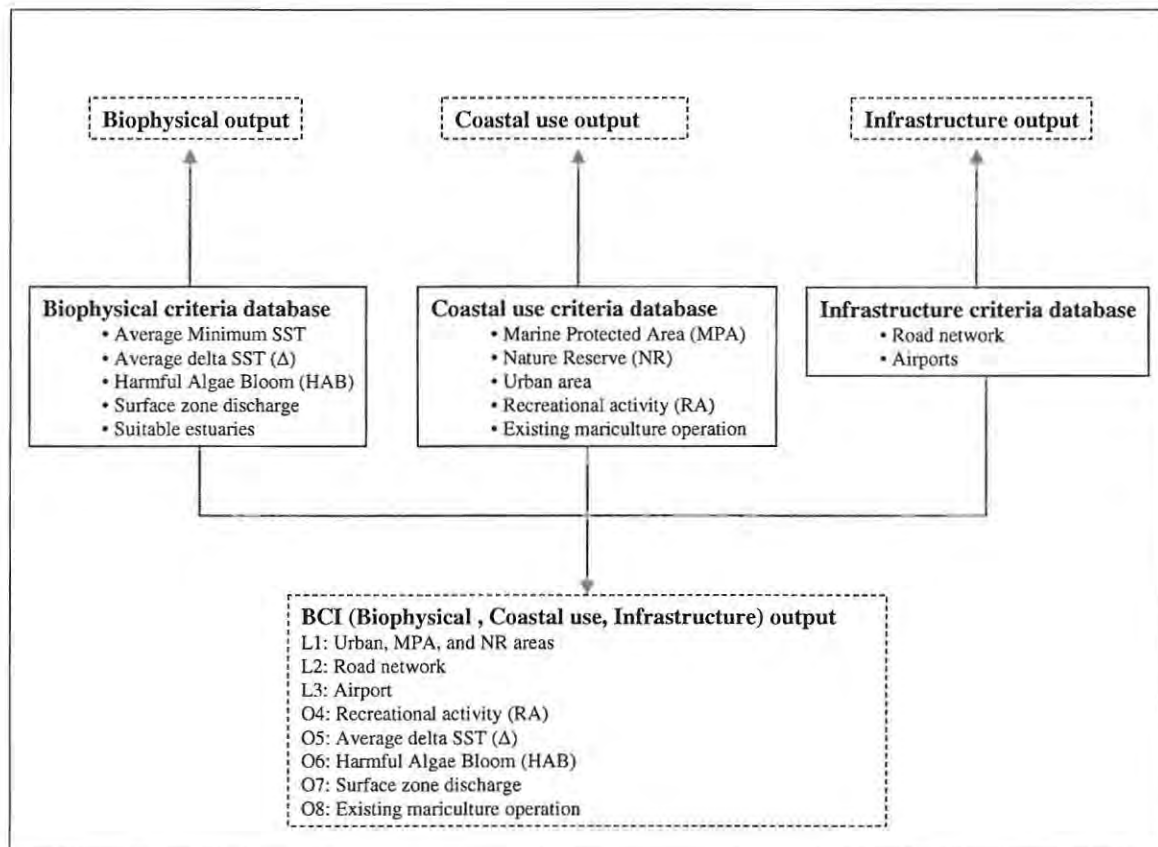 Biophysical output
Coastal use output
Infrastructure output
Biophysical criteria database
• Average Minimum SST
• Average delta SST (Δ)
• Harmful Algae Bloom (HAB)
• Surface zone discharge
• Suitable estuaries
Coastal use criteria database
• Marine Protected Area (MPA)
• Nature Reserve (NR)
• Urban area
• Recreational activity (RA)
• Existing mariculture operation
Infrastructure criteria database
• Road network
• Airports
BCI (Biophysical , Coastal use, Infrastructure) output
L1: Urban, MPA, and NR areas
L2: Road network
L3: Airport
O4: Recreational activity (RA)
O5: Average delta SST (Δ)
O6: Harmful Algae Bloom (HAB)
O7: Surface zone discharge
O8: Existing mariculture operation